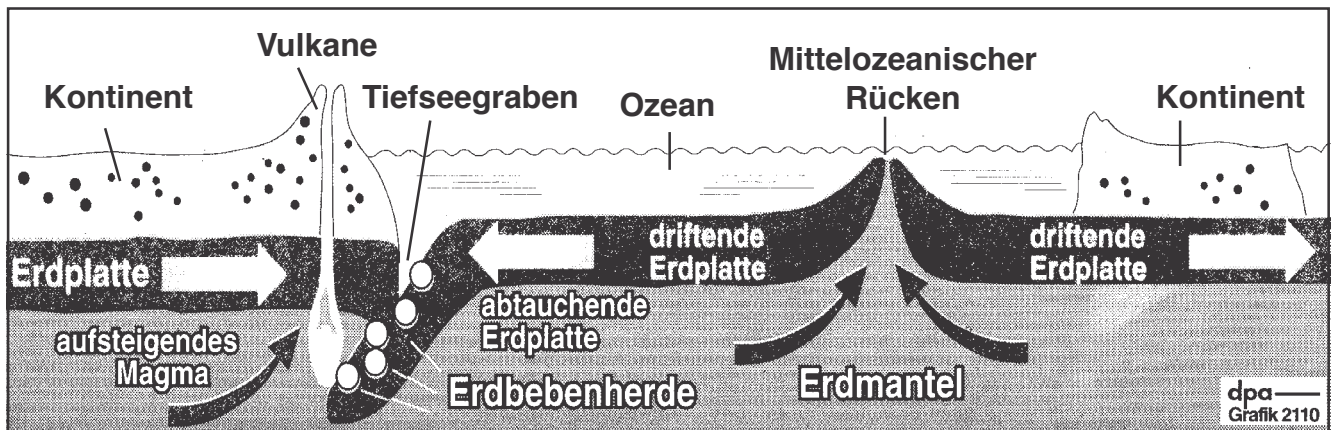 Vulkane
Kontinent
Tiefseegraben
Ozean
Mittelozeanischer
Rücken
Kontinent
Erdplatte
driftende
Erdplatte
driftende
Erdplatte
abtauchende
Erdplatte
aufsteigendes
Magma
Erdbebenherde
Erdmantel
dpa
Grafik 2110